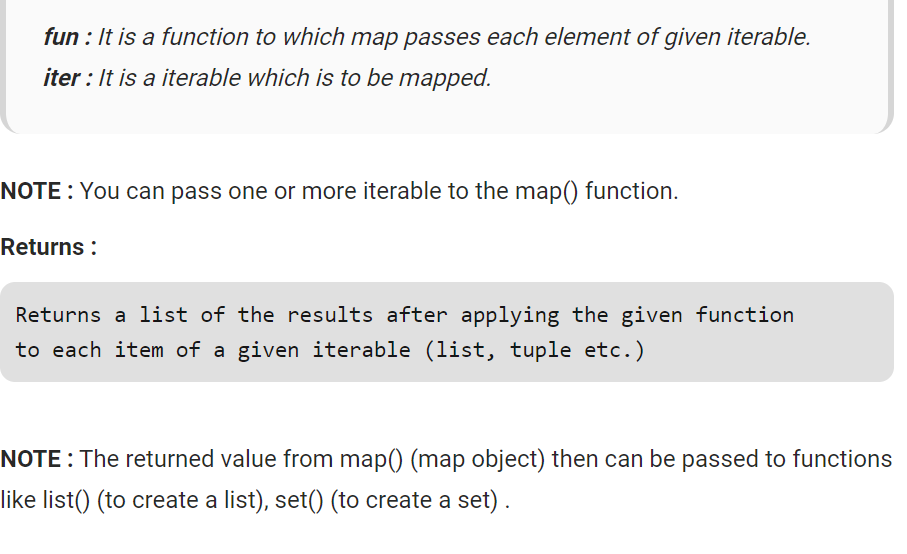 fun : It is a function to which map passes each element of given iterable.
iter : It is a iterable which is to be mapped.
NOTE : You can pass one or more iterable to the map() function.
Returns :
Returns a list of the results after applying the given function
to each item of a given iterable (list, tuple etc.)
NOTE : The returned value from map() (map object) then can be passed to functions
like list() (to create a list), set() (to create a set) .